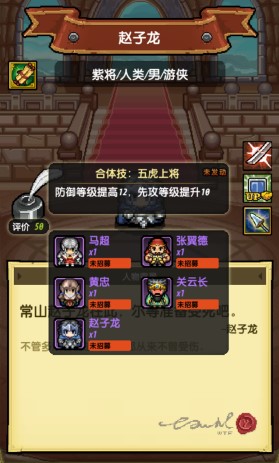 赵子龙
紫将/人类/男/游侠
合体技：五虎上将
未发动
防御等级提高12，先攻等级提升10
UP
评价 50
马超
x1
未招募
张翼德
x1
未招募
黄忠
x1
未招募
关云长
x1
未招募
赵子龙
x1
未招募
常山
赵子龙
不管多